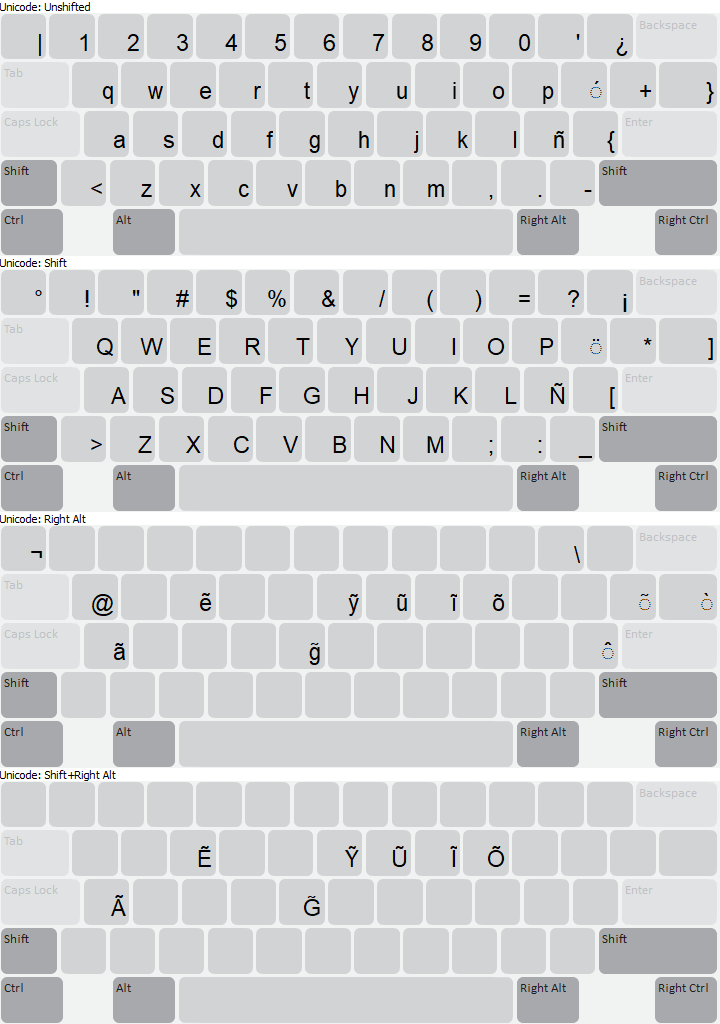 Unicode: Unshifted
| 1 2 3 4 5 6 7 8 9 0 ' ¿ Backspace
Tab q w e r t y u i o p ◌́ + }
Caps Lock a s d f g h j k l ñ { Enter
Shift < z x c v b n m , . - Shift
Ctrl Alt Right Alt Right Ctrl
Unicode: Shift
° ! " # $ % & / ( ) = ? ¡ Backspace
Tab Q W E R T Y U I O P ◌̈ * ]
Caps Lock A S D F G H J K L Ñ [ Enter
Shift > Z X C V B N M ; : _ Shift
Ctrl Alt Right Alt Right Ctrl
Unicode: Right Alt
¬ \ Backspace
Tab @ ẽ ỹ ũ ĩ õ ◌̃ ◌̀
Caps Lock ã g̃ ◌̂ Enter
Shift Shift
Ctrl Alt Right Alt Right Ctrl
Unicode: Shift+Right Alt
Backspace
Tab Ẽ Ỹ Ũ Ĩ Õ
Caps Lock Ã G̃ Enter
Shift Shift
Ctrl Alt Right Alt Right Ctrl